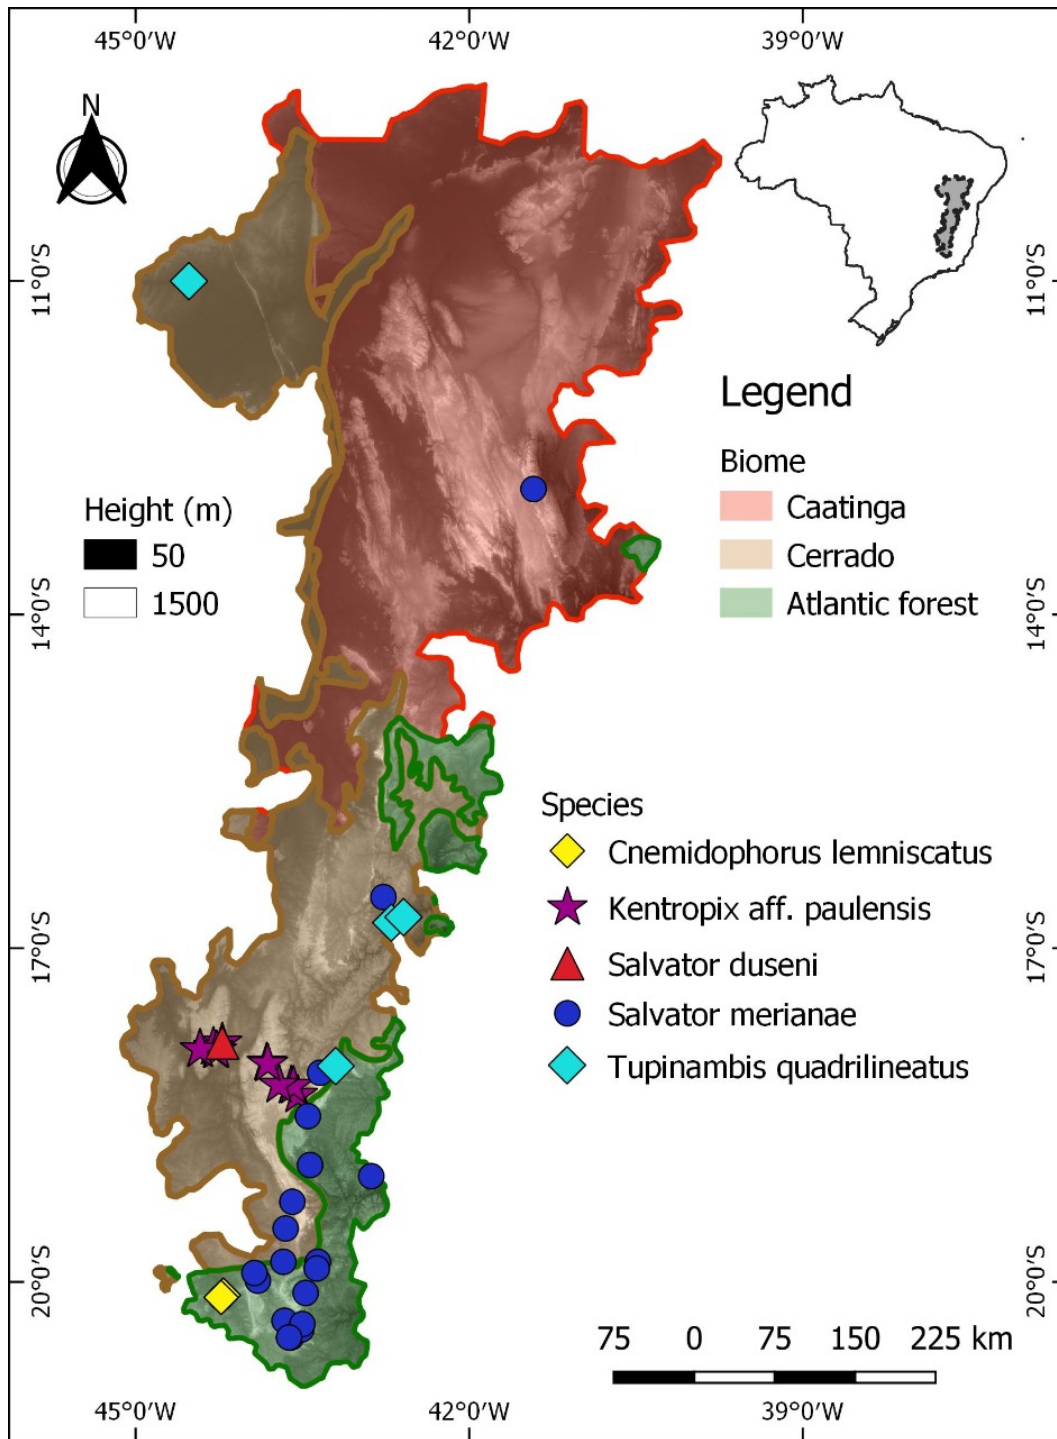 45°0'W 42°0'W 39°0'W
N
11°0'S 11°0'S
Legend
Biome
Caatinga
Cerrado
Atlantic forest
Height (m)
50
1500
14°0'S 14°0'S
Species
Cnemidophorus lemniscatus
Kentropix aff. paulensis
Salvator duseni
Salvator merianae
Tupinambis quadrilineatus
17°0'S 17°0'S
20°0'S 20°0'S
75 0 75 150 225 km
45°0'W 42°0'W 39°0'W